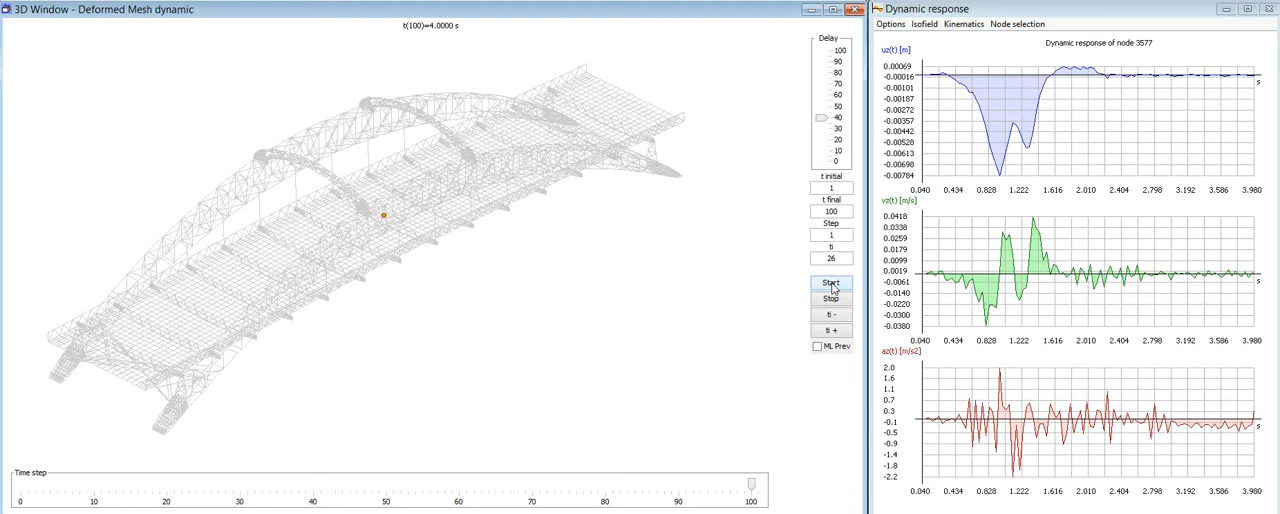 3D Window - Deformed Mesh dynamic
t(100)=4.0000 s
Delay
100
90
80
70
60
50
40
30
20
10
0
t initial
1
t final
100
Step
1
ti
26
Start
Stop
ti -
ti +
ML Prev
Time step
0 10 20 30 40 50 60 70 80 90 100
Dynamic response
Options Isofield Kinematics Node selection
Dynamic response of node 3577
uz(t) [m]
0.00069
-0.00016
-0.00101
-0.00187
-0.00272
-0.00357
-0.00442
-0.00528
-0.00613
-0.00698
-0.00784
s
0.040 0.434 0.828 1.222 1.616 2.010 2.404 2.798 3.192 3.586 3.980
vz(t) [m/s]
0.0418
0.0338
0.0259
0.0179
0.0099
0.0019
-0.0061
-0.0140
-0.0220
-0.0300
-0.0380
s
0.040 0.434 0.828 1.222 1.616 2.010 2.404 2.798 3.192 3.586 3.980
az(t) [m/s2]
2.0
1.6
1.1
0.7
0.3
-0.1
-0.5
-0.9
-1.4
-1.8
-2.2
s
0.040 0.434 0.828 1.222 1.616 2.010 2.404 2.798 3.192 3.586 3.980